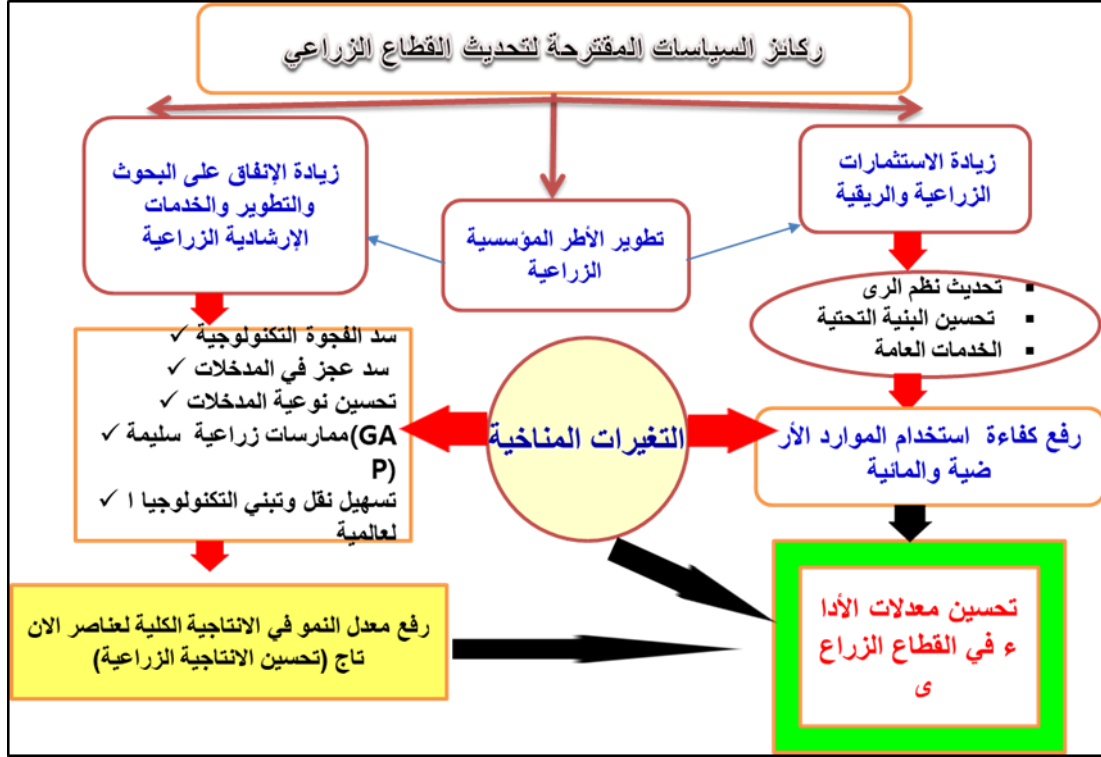 ركائز السياسات المقترحة لتحديث القطاع الزراعي
زيادة الاستثمارات
الزراعية والريقية
تطوير الأطر المؤسسية
الزراعية
زيادة الإنفاق على البحوث
والتطوير والخدمات
الإرشادية الزراعية
▪ تحديث نظم الرى
▪ تحسين البنية التحتية
▪ الخدمات العامة
✓ سد الفجوة التكنولوجية
✓ سد عجز في المدخلات
✓ تحسين نوعية المدخلات
✓ ممارسات زراعية سليمة (GA
P)
✓ تسهيل نقل وتبني التكنولوجيا ا
لعالمية
التغيرات المناخية
رفع كفاءة استخدام الموارد الأر
ضية والمائية
رفع معدل النمو في الانتاجية الكلية لعناصر الان
تاج (تحسين الانتاجية الزراعية)
تحسين معدلات الأدا
ء في القطاع الزراع
ى